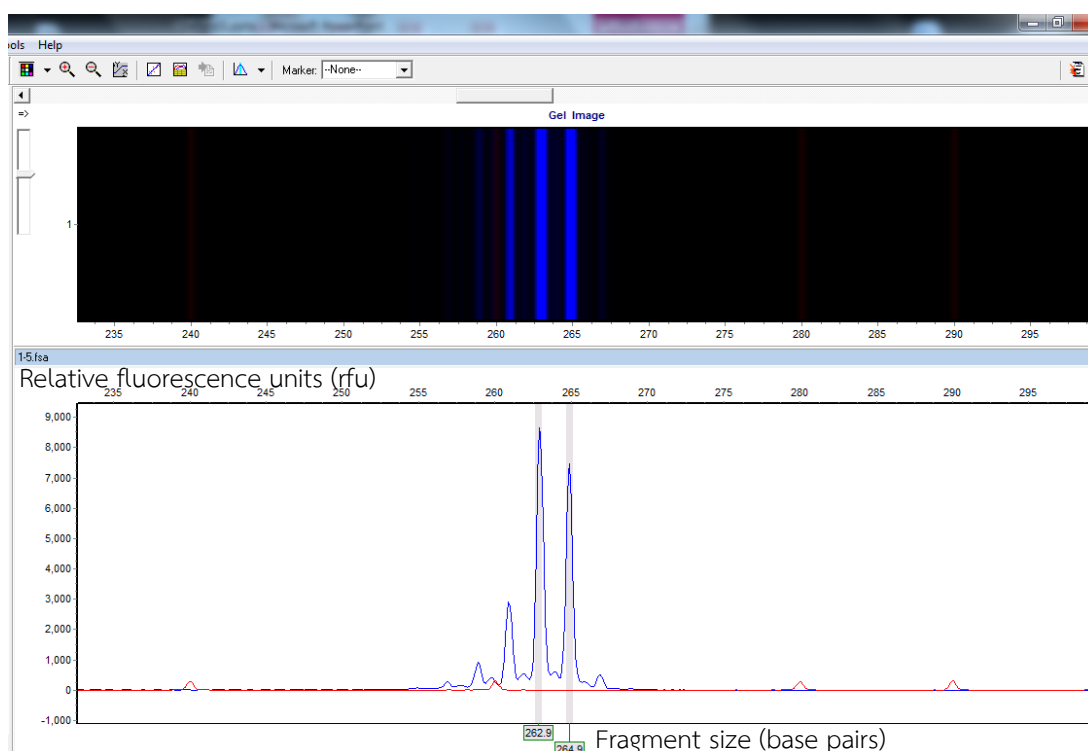 ols Help
Marker: --None--
=> Gel Image
1
235 240 245 250 255 260 265 270 275 280 285 290 295
1-5.fsa
Relative fluorescence units (rfu)
235 240 245 250 255 260 265 270 275 280 285 290 295
9,000
8,000
7,000
6,000
5,000
4,000
3,000
2,000
1,000
0
-1,000
262.9
264.9
Fragment size (base pairs)